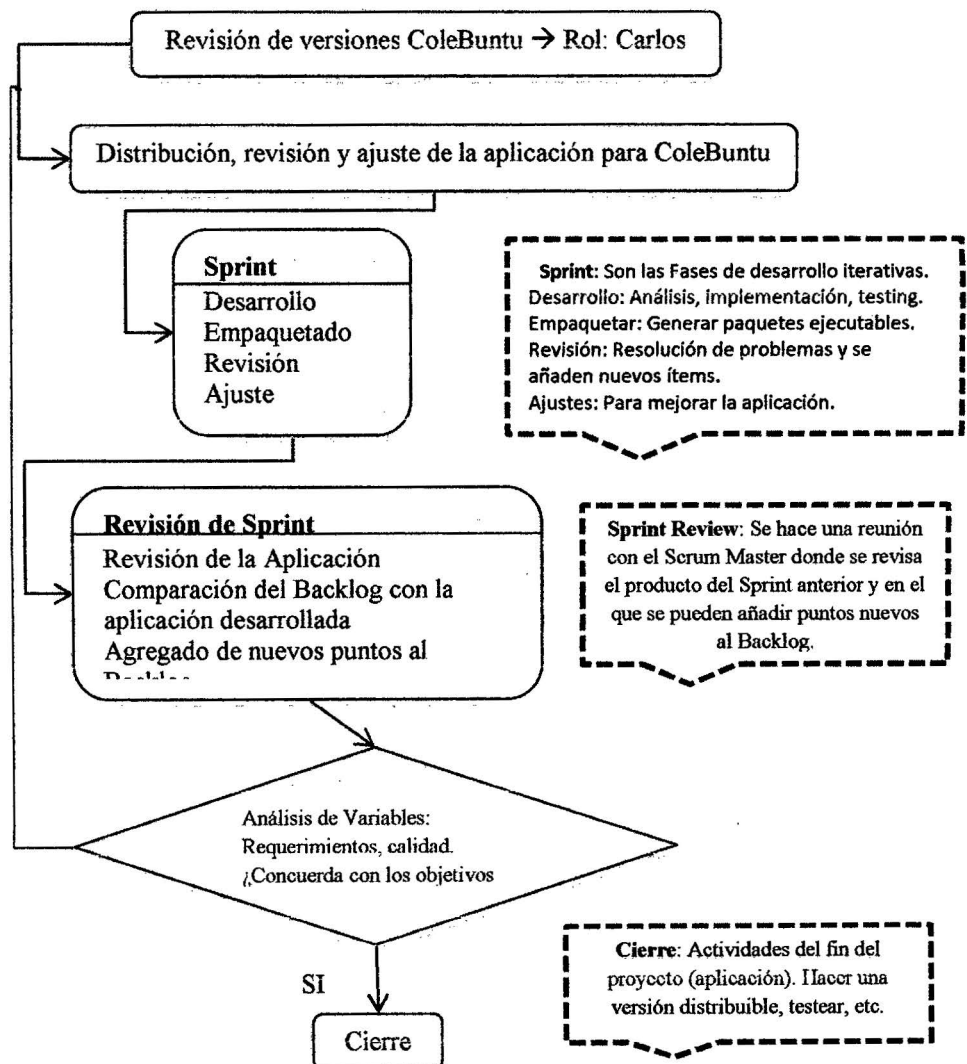 Revisión de versiones ColeBuntu → Rol: Carlos
Distribución, revisión y ajuste de la aplicación para ColeBuntu
Sprint
Desarrollo
Empaquetado
Revisión
Ajuste
Sprint: Son las Fases de desarrollo iterativas.
Desarrollo: Análisis, implementación, testing.
Empaquetar: Generar paquetes ejecutables.
Revisión: Resolución de problemas y se
añaden nuevos ítems.
Ajustes: Para mejorar la aplicación.
Revisión de Sprint
Revisión de la Aplicación
Comparación del Backlog con la
aplicación desarrollada
Agregado de nuevos puntos al
Sprint Review: Se hace una reunión
con el Scrum Master donde se revisa
el producto del Sprint anterior y en el
que se pueden añadir puntos nuevos
al Backlog.
Análisis de Variables:
Requerimientos, calidad.
¿Concuerda con los objetivos
SI
Cierre
Cierre: Actividades del fin del
proyecto (aplicación). Hacer una
versión distribuible, testear, etc.